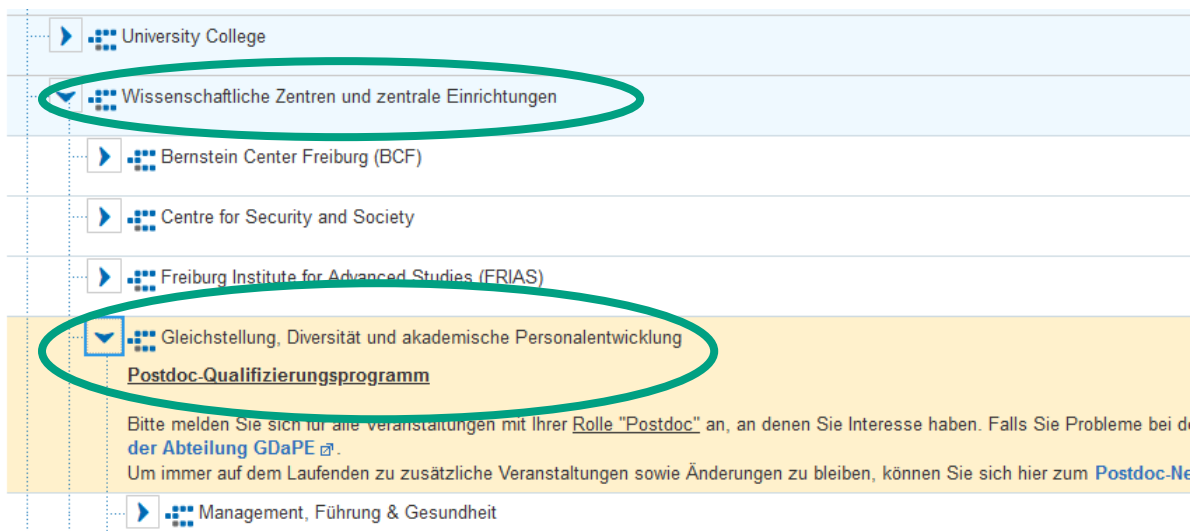 University College
Wissenschaftliche Zentren und zentrale Einrichtungen
Bernstein Center Freiburg (BCF)
Centre for Security and Society
Freiburg Institute for Advanced Studies (FRIAS)
Gleichstellung, Diversität und akademische Personalentwicklung
Postdoc-Qualifizierungsprogramm
Bitte melden Sie sich für alle Veranstaltungen mit Ihrer Rolle "Postdoc" an, an denen Sie Interesse haben. Falls Sie Probleme bei
der Abteilung GDaPE.
Um immer auf dem Laufenden zu zusätzliche Veranstaltungen sowie Änderungen zu bleiben, können Sie sich hier zum Postdoc-Ne
Management, Führung & Gesundheit